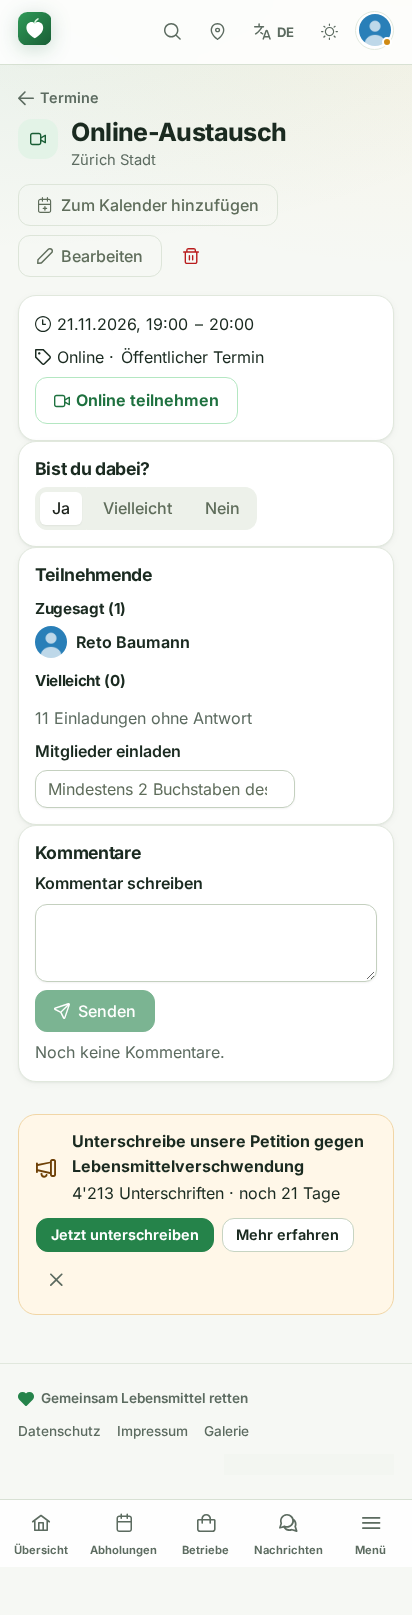 DE
Termine
Online-Austausch
Zürich Stadt
Zum Kalender hinzufügen
Bearbeiten
21.11.2026, 19:00 – 20:00
Online · Öffentlicher Termin
Online teilnehmen
Bist du dabei?
Ja Vielleicht Nein
Teilnehmende
Zugesagt (1)
Reto Baumann
Vielleicht (0)
11 Einladungen ohne Antwort
Mitglieder einladen
Mindestens 2 Buchstaben des
Kommentare
Kommentar schreiben
Senden
Noch keine Kommentare.
Unterschreibe unsere Petition gegen
Lebensmittelverschwendung
4'213 Unterschriften · noch 21 Tage
Jetzt unterschreiben Mehr erfahren
Gemeinsam Lebensmittel retten
Datenschutz Impressum Galerie
Übersicht Abholungen Betriebe Nachrichten Menü